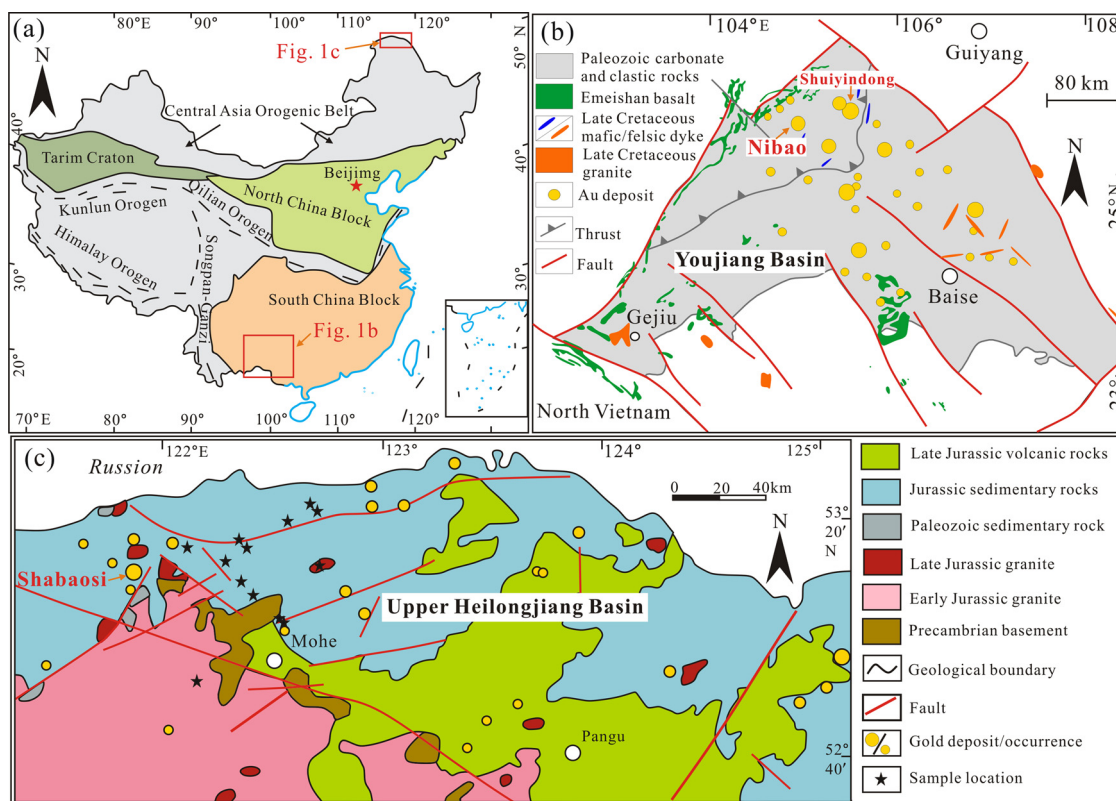 (a)
80°E
90°
100°
110°
120°
N
50°
40°
30°
20°
Fig. 1c
N
Central Asia Orogenic Belt
Tarim Craton
Beijimg
North China Block
Qilian Orogen
Kunlun Orogen
Himalay Orogen
Songpan-Ganzi
South China Block
Fig. 1b
40°
30°
20°
70°E
80°
90°
100°
110°
120°
(b)
104°E
106°
108
Guiyang
80 km
N
25°N
23°
Paleozoic carbonate
and clastic rocks
Emeishan basalt
Late Cretaceous
mafic/felsic dyke
Late Cretaceous
granite
Au deposit
Thrust
Fault
Shuiyindong
Nibao
Youjiang Basin
Baise
Gejiu
North Vietnam
(c)
122°E
123°
124°
125°
Russion
0 20 40km
N
53°
20′
N
Shabaosi
Upper Heilongjiang Basin
Mohe
Pangu
52°
40′
Late Jurassic volcanic rocks
Jurassic sedimentary rocks
Paleozoic sedimentary rock
Late Jurassic granite
Early Jurassic granite
Precambrian basement
Geological boundary
Fault
Gold deposit/occurrence
Sample location